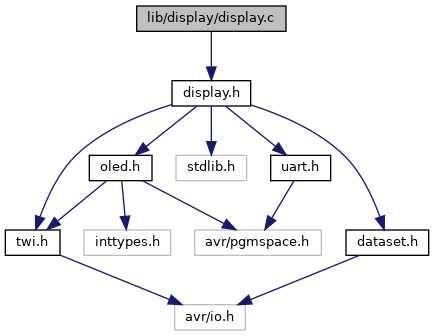 lib/display/display.c
display.h
oled.h
stdlib.h
uart.h
twi.h
inttypes.h
avr/pgmspace.h
dataset.h
avr/io.h